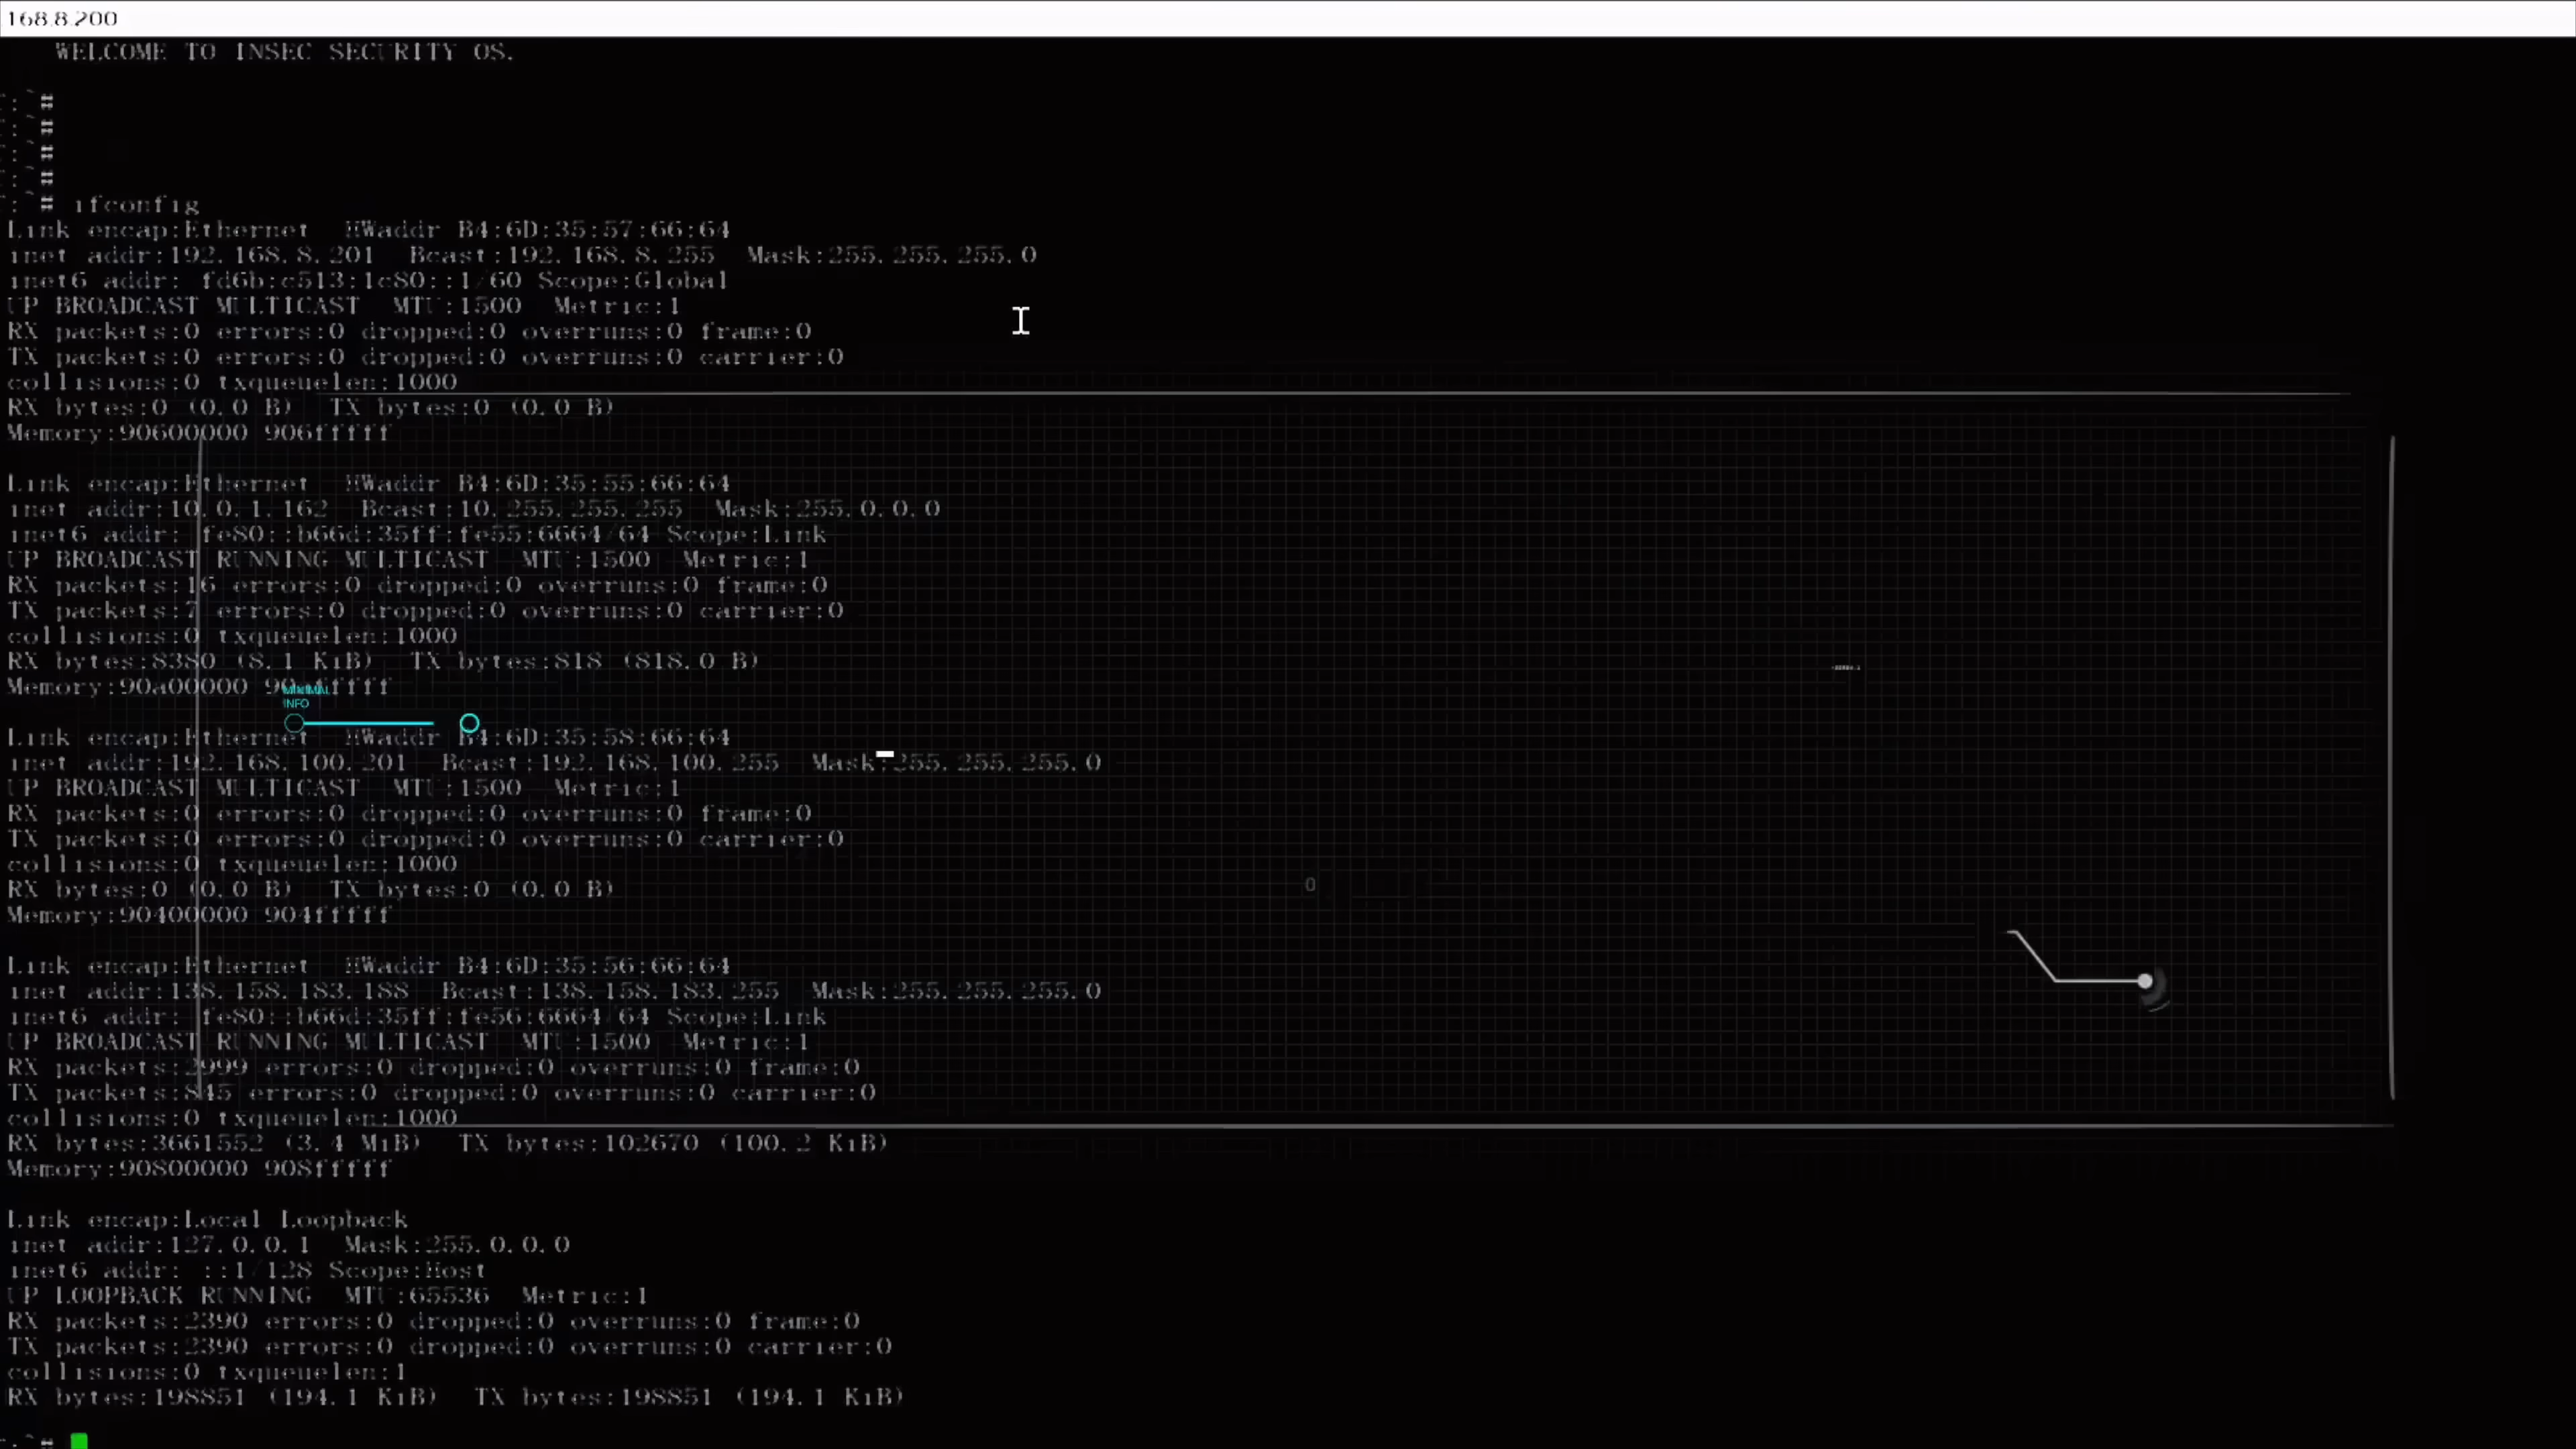 168.8.200
WELCOME TO INSEC SECURITY OS.
:~#
:~#
:~#
:~#
:~# ifconfig
Link encap:Ethernet HWaddr B4:6D:35:57:66:64
inet addr:192.168.8.201 Bcast:192.168.8.255 Mask:255.255.255.0
inet6 addr: fd6b:c513:1c80::1/60 Scope:Global
UP BROADCAST MULTICAST MTU:1500 Metric:1
RX packets:0 errors:0 dropped:0 overruns:0 frame:0
TX packets:0 errors:0 dropped:0 overruns:0 carrier:0
collisions:0 txqueuelen:1000
RX bytes:0 (0.0 B) TX bytes:0 (0.0 B)
Memory:90600000 906fffff
Link encap:Ethernet HWaddr B4:6D:35:55:66:64
inet addr:10.0.1.162 Bcast:10.255.255.255 Mask:255.0.0.0
inet6 addr: fe80::b66d:35ff:fe55:6664/64 Scope:Link
UP BROADCAST RUNNING MULTICAST MTU:1500 Metric:1
RX packets:16 errors:0 dropped:0 overruns:0 frame:0
TX packets:7 errors:0 dropped:0 overruns:0 carrier:0
collisions:0 txqueuelen:1000
RX bytes:8380 (8.1 KiB) TX bytes:818 (818.0 B)
Memory:90a00000 90afffff
MINIMAL
INFO
Link encap:Ethernet HWaddr B4:6D:35:58:66:64
inet addr:192.168.100.201 Bcast:192.168.100.255 Mask:255.255.255.0
UP BROADCAST MULTICAST MTU:1500 Metric:1
RX packets:0 errors:0 dropped:0 overruns:0 frame:0
TX packets:0 errors:0 dropped:0 overruns:0 carrier:0
collisions:0 txqueuelen:1000
RX bytes:0 (0.0 B) TX bytes:0 (0.0 B)
0
Memory:90400000 904fffff
Link encap:Ethernet HWaddr B4:6D:35:56:66:64
inet addr:138.158.183.188 Bcast:138.158.183.255 Mask:255.255.255.0
inet6 addr: fe80::b66d:35ff:fe56:6664/64 Scope:Link
UP BROADCAST RUNNING MULTICAST MTU:1500 Metric:1
RX packets:2999 errors:0 dropped:0 overruns:0 frame:0
TX packets:845 errors:0 dropped:0 overruns:0 carrier:0
collisions:0 txqueuelen:1000
RX bytes:3661552 (3.4 MiB) TX bytes:102670 (100.2 KiB)
Memory:90800000 908fffff
Link encap:Local Loopback
inet addr:127.0.0.1 Mask:255.0.0.0
inet6 addr: ::1/128 Scope:Host
UP LOOPBACK RUNNING MTU:65536 Metric:1
RX packets:2390 errors:0 dropped:0 overruns:0 frame:0
TX packets:2390 errors:0 dropped:0 overruns:0 carrier:0
collisions:0 txqueuelen:1
RX bytes:198851 (194.1 KiB) TX bytes:198851 (194.1 KiB)
:~#